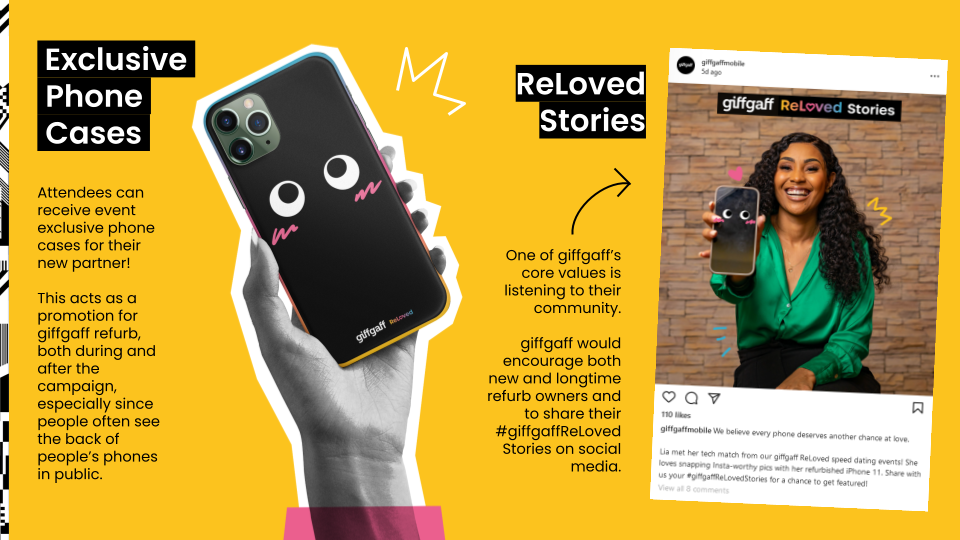 Exclusive
Phone
Cases
Attendees can
receive event
exclusive phone
cases for their
new partner!
This acts as a
promotion for
giffgaff refurb,
both during and
after the
campaign,
especially since
people often see
the back of
people's phones
in public.
giffgaff ReLoved
ReLoved
Stories
One of giffgaff's
core values is
listening to their
community.
giffgaff would
encourage both
new and longtime
refurb owners and
to share their
#giffgaffReLoved
Stories on social
media.
giffgaff
giffgaffmobile
5d ago
giffgaff ReLoved Stories
110 likes
giffgaffmobile We believe every phone deserves another chance at love.
Lia met her tech match from our giffgaff ReLoved speed dating events! She
loves snapping Insta-worthy pics with her refurbished iPhone 11. Share with
us your #giffgaffReLovedStories for a chance to get featured!
View all 8 comments